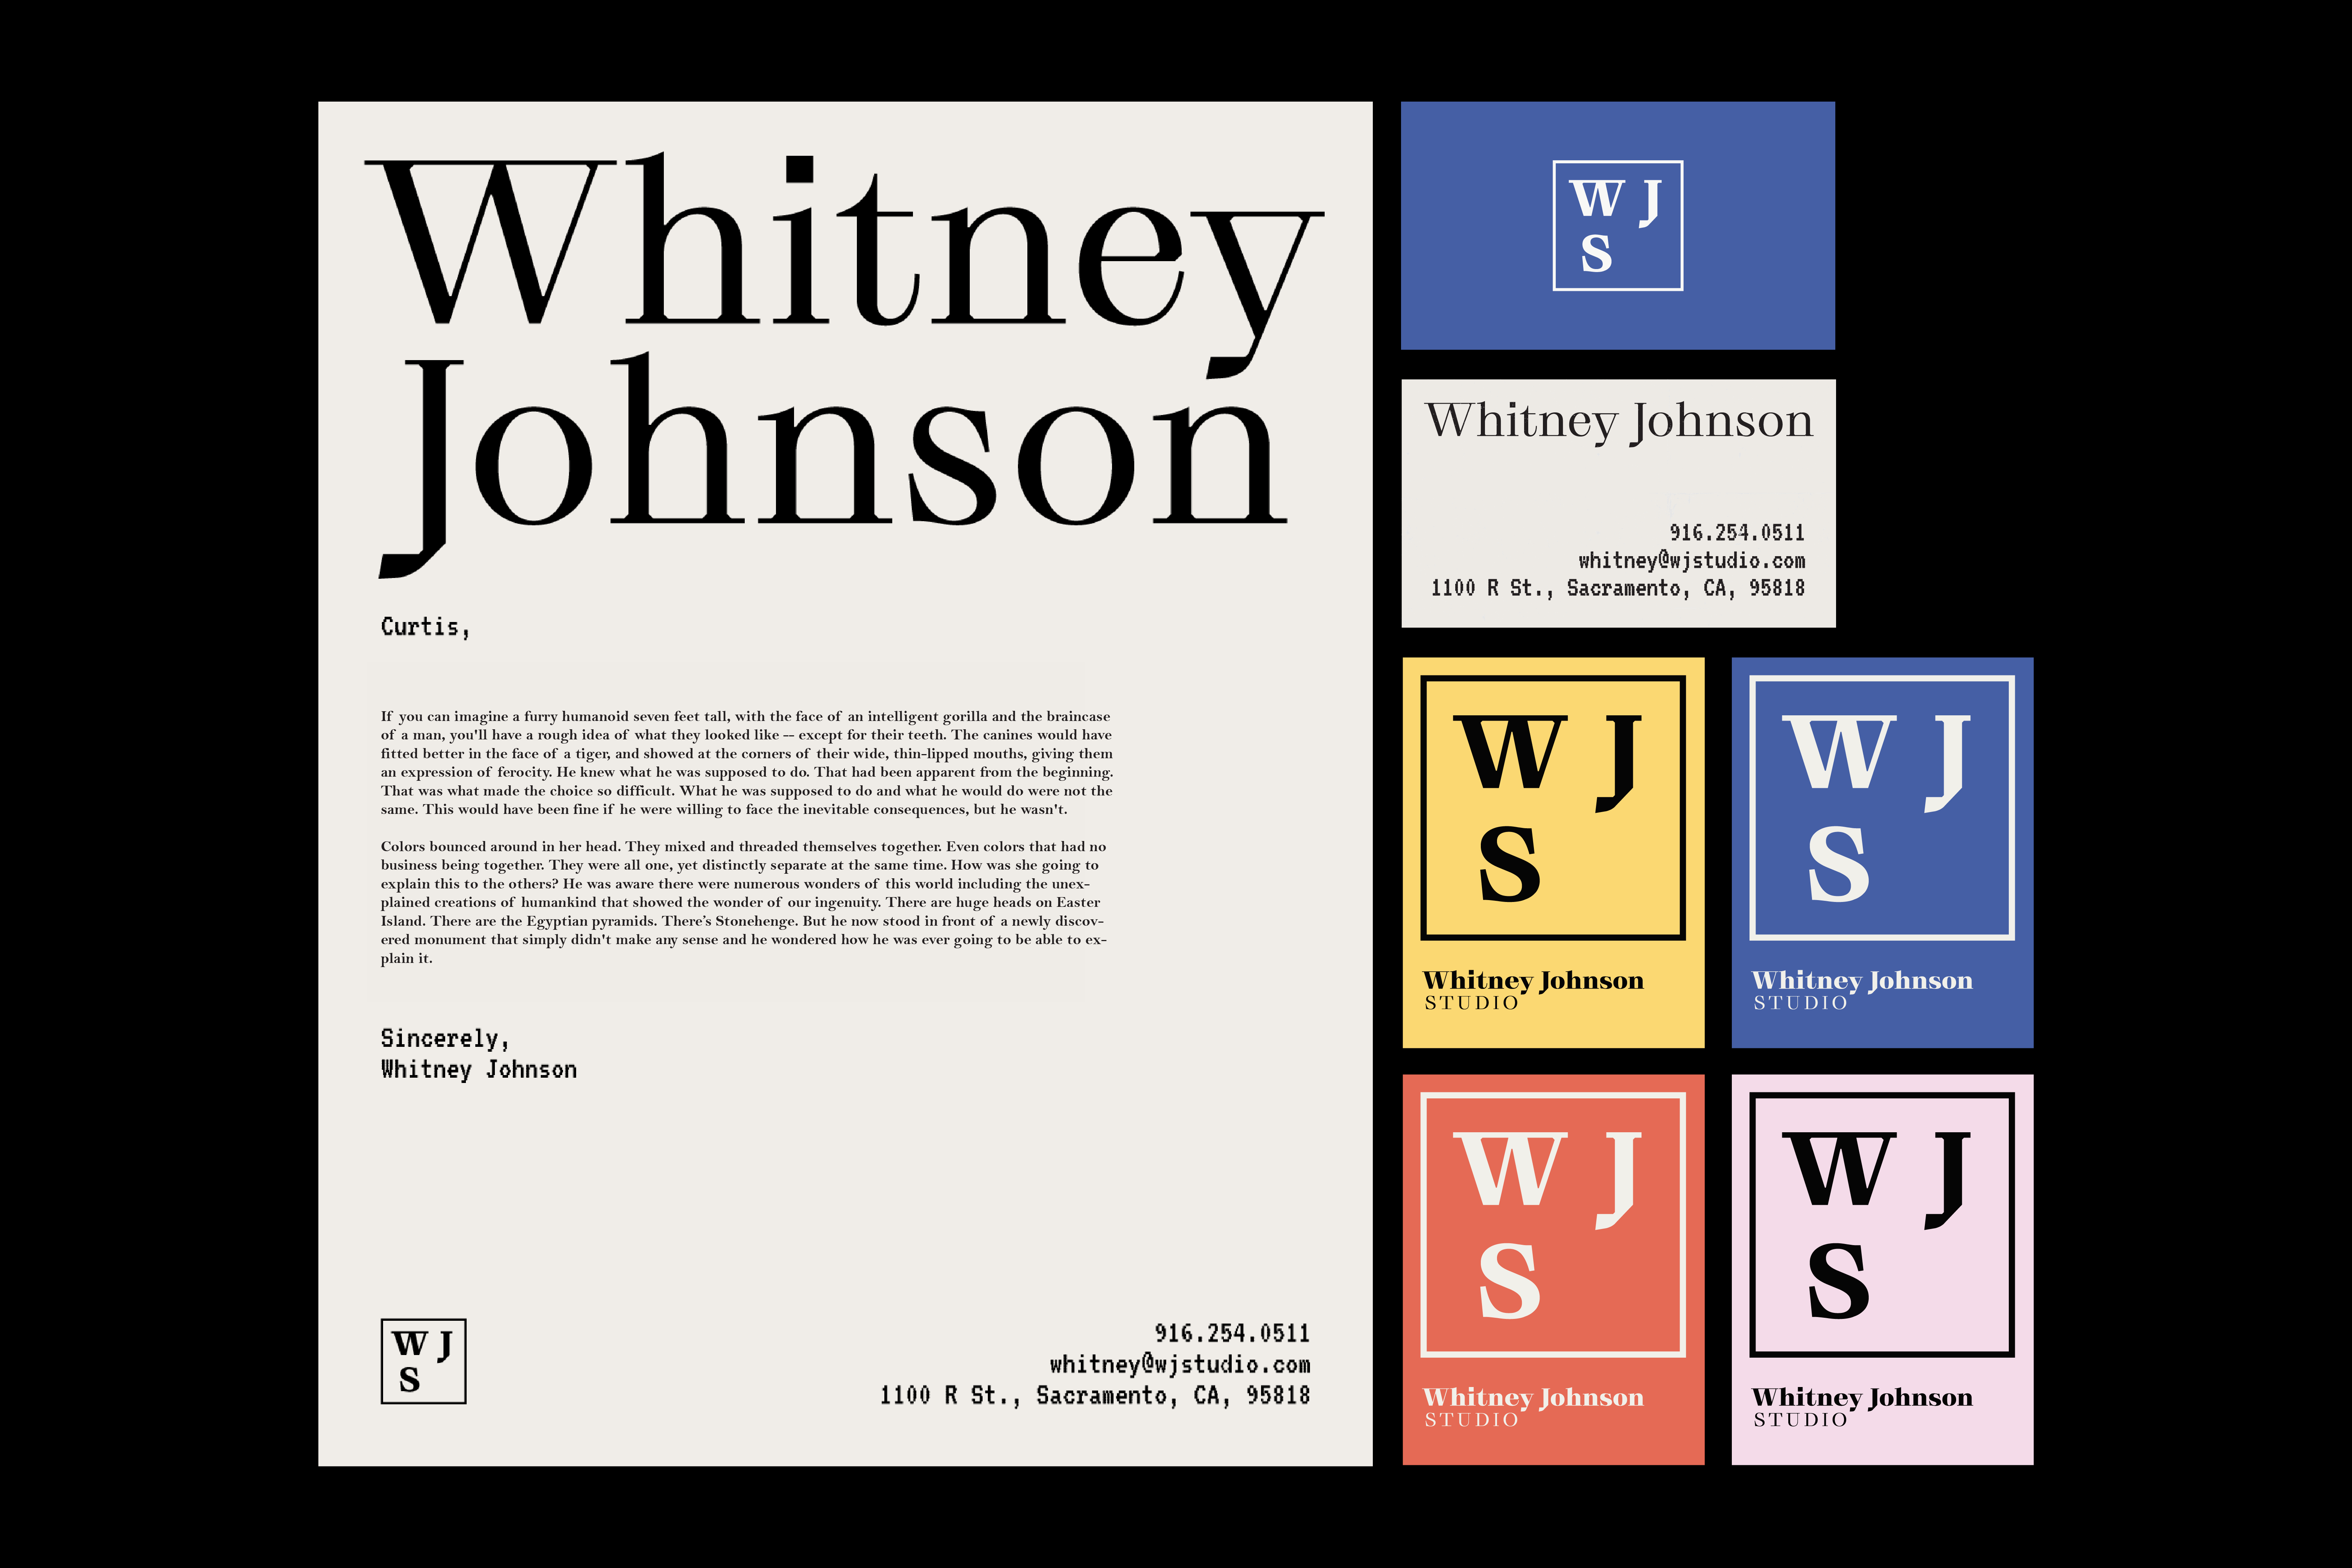 Whitney
Johnson
Curtis,
If you can imagine a furry humanoid seven feet tall, with the face of an intelligent gorilla and the braincase
of a man, you'll have a rough idea of what they looked like -- except for their teeth. The canines would have
fitted better in the face of a tiger, and showed at the corners of their wide, thin-lipped mouths, giving them
an expression of ferocity. He knew what he was supposed to do. That had been apparent from the beginning.
That was what made the choice so difficult. What he was supposed to do and what he would do were not the
same. This would have been fine if he were willing to face the inevitable consequences, but he wasn't.
Colors bounced around in her head. They mixed and threaded themselves together. Even colors that had no
business being together. They were all one, yet distinctly separate at the same time. How was she going to
explain this to the others? He was aware there were numerous wonders of this world including the unex-
plained creations of humankind that showed the wonder of our ingenuity. There are huge heads on Easter
Island. There are the Egyptian pyramids. There’s Stonehenge. But he now stood in front of a newly discov-
ered monument that simply didn't make any sense and he wondered how he was ever going to be able to ex-
plain it.
Sincerely,
Whitney Johnson
W J
S
916.254.0511
whitney@wjstudio.com
1100 R St., Sacramento, CA, 95818
W J
S
Whitney Johnson
916.254.0511
whitney@wjstudio.com
1100 R St., Sacramento, CA, 95818
W J
S
Whitney Johnson
STUDIO
W J
S
Whitney Johnson
STUDIO
W J
S
Whitney Johnson
STUDIO
W J
S
Whitney Johnson
STUDIO